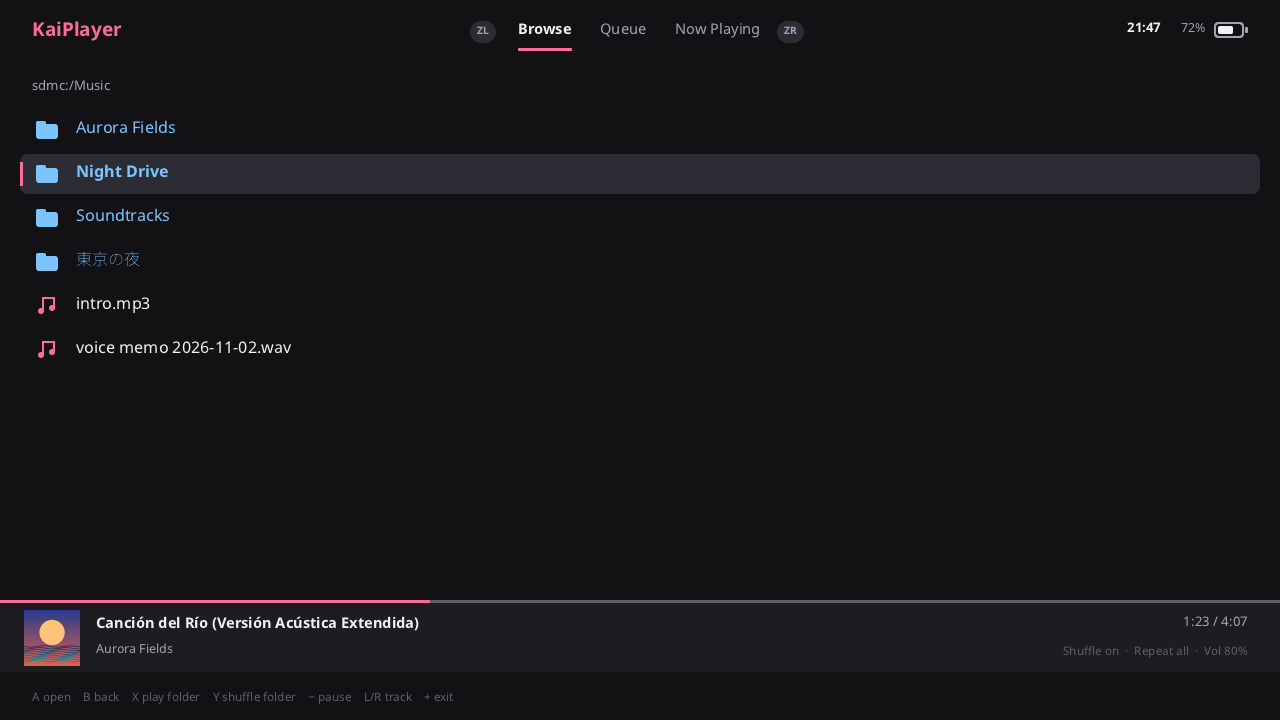 KaiPlayer ZL Browse Queue Now Playing ZR 21:47 72%
sdmc:/Music
Aurora Fields
Night Drive
Soundtracks
東京の夜
intro.mp3
voice memo 2026-11-02.wav
Canción del Río (Versión Acústica Extendida) 1:23 / 4:07
Aurora Fields Shuffle on · Repeat all · Vol 80%
A open B back X play folder Y shuffle folder − pause L/R track + exit